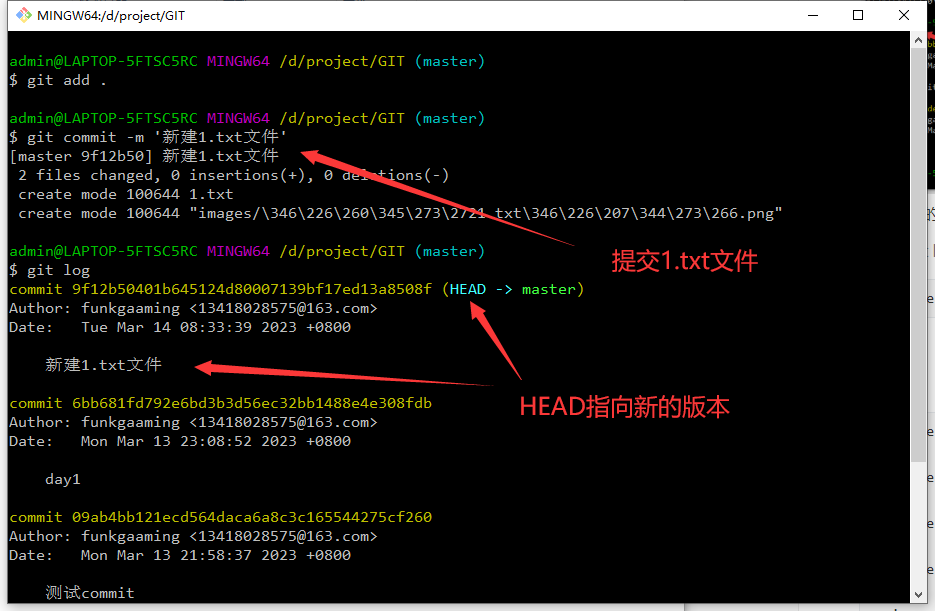 MINGW64:/d/project/GIT
admin@LAPTOP-5FTSC5RC MINGW64 /d/project/GIT (master)
$ git add .
admin@LAPTOP-5FTSC5RC MINGW64 /d/project/GIT (master)
$ git commit -m '新建1.txt文件'
[master 9f12b50] 新建1.txt文件
2 files changed, 0 insertions(+), 0 deletions(-)
create mode 100644 1.txt
create mode 100644 "images/\346\226\260\345\273\2721.txt\346\226\207\344\273\266.png"
admin@LAPTOP-5FTSC5RC MINGW64 /d/project/GIT (master)
$ git log
提交1.txt文件
commit 9f12b50401b645124d80007139bf17ed13a8508f (HEAD -> master)
Author: funkgaaming <13418028575@163.com>
Date:   Tue Mar 14 08:33:39 2023 +0800
新建1.txt文件
HEAD指向新的版本
commit 6bb681fd792e6bd3b3d56ec32bb1488e4e308fdb
Author: funkgaaming <13418028575@163.com>
Date:   Mon Mar 13 23:08:52 2023 +0800
day1
commit 09ab4bb121ecd564daca6a8c3c165544275cf260
Author: funkgaaming <13418028575@163.com>
Date:   Mon Mar 13 21:58:37 2023 +0800
测试commit